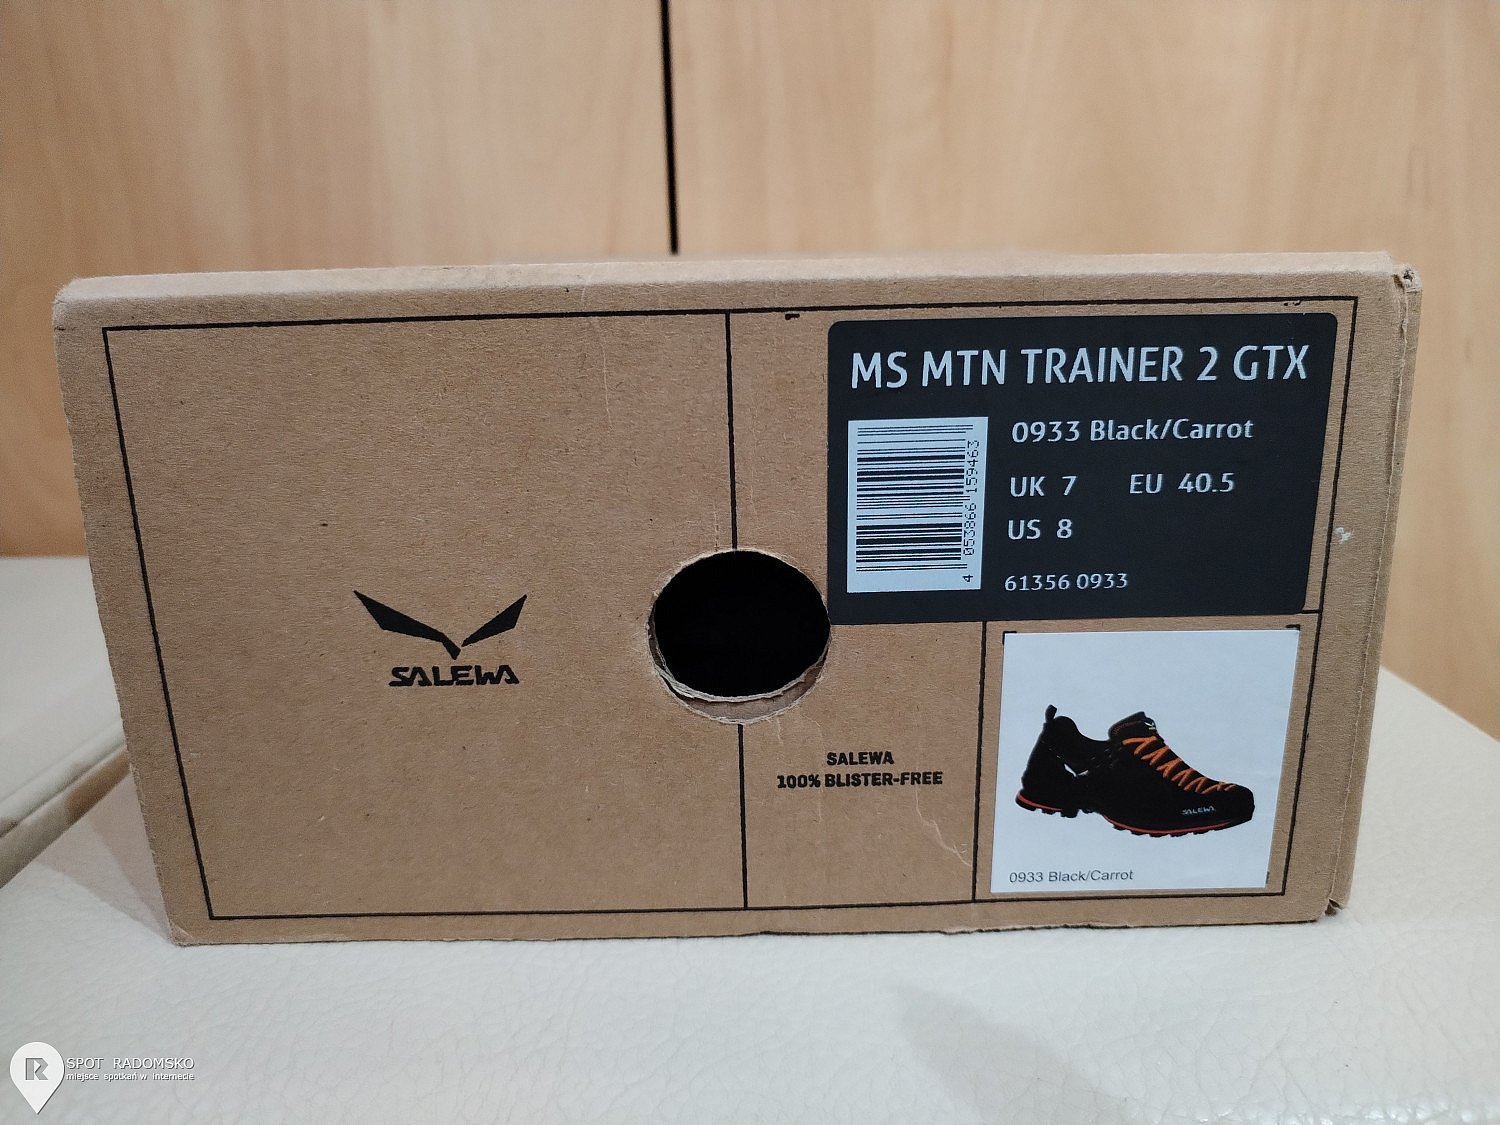 MS MTN TRAINER 2 GTX
0933 Black/Carrot
UK 7 EU 40.5
US 8
61356 0933
4 053866 159463
SALEWA
SALEWA
100% BLISTER-FREE
SALEWA
0933 Black/Carrot
R
SPOT RADOMSKO
miejsce spotkań w internecie